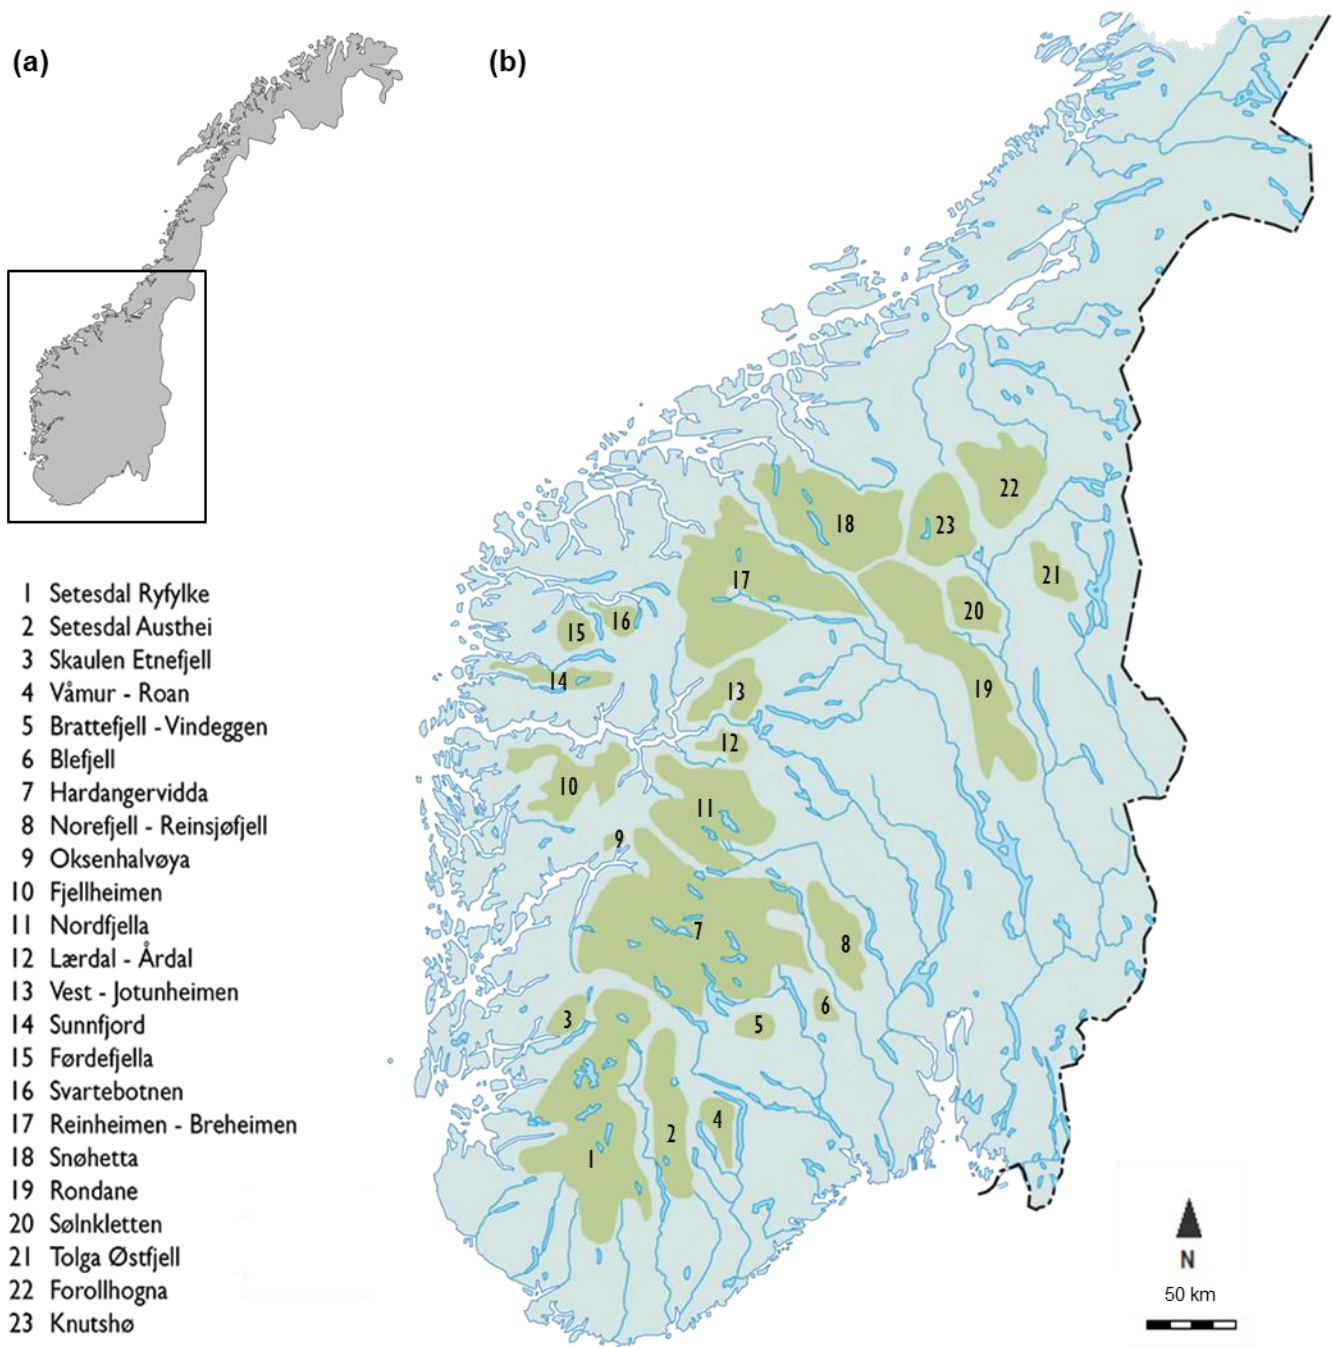 (a)
(b)
1 Setesdal Ryfylke
2 Setesdal Austhei
3 Skaulen Etnefjell
4 Våmur - Roan
5 Brattefjell - Vindeggen
6 Blefjell
7 Hardangervidda
8 Norefjell - Reinsjøfjell
9 Oksenhalvøya
10 Fjellheimen
11 Nordfjella
12 Lærdal - Årdal
13 Vest - Jotunheimen
14 Sunnfjord
15 Førdefjella
16 Svartebotnen
17 Reinheimen - Breheimen
18 Snøhetta
19 Rondane
20 Sølnkletten
21 Tolga Østfjell
22 Forollhogna
23 Knutshø
22
18
23
17
21
20
16
15
14
19
13
12
10
11
9
7
8
3
6
5
4
2
1
N
50 km